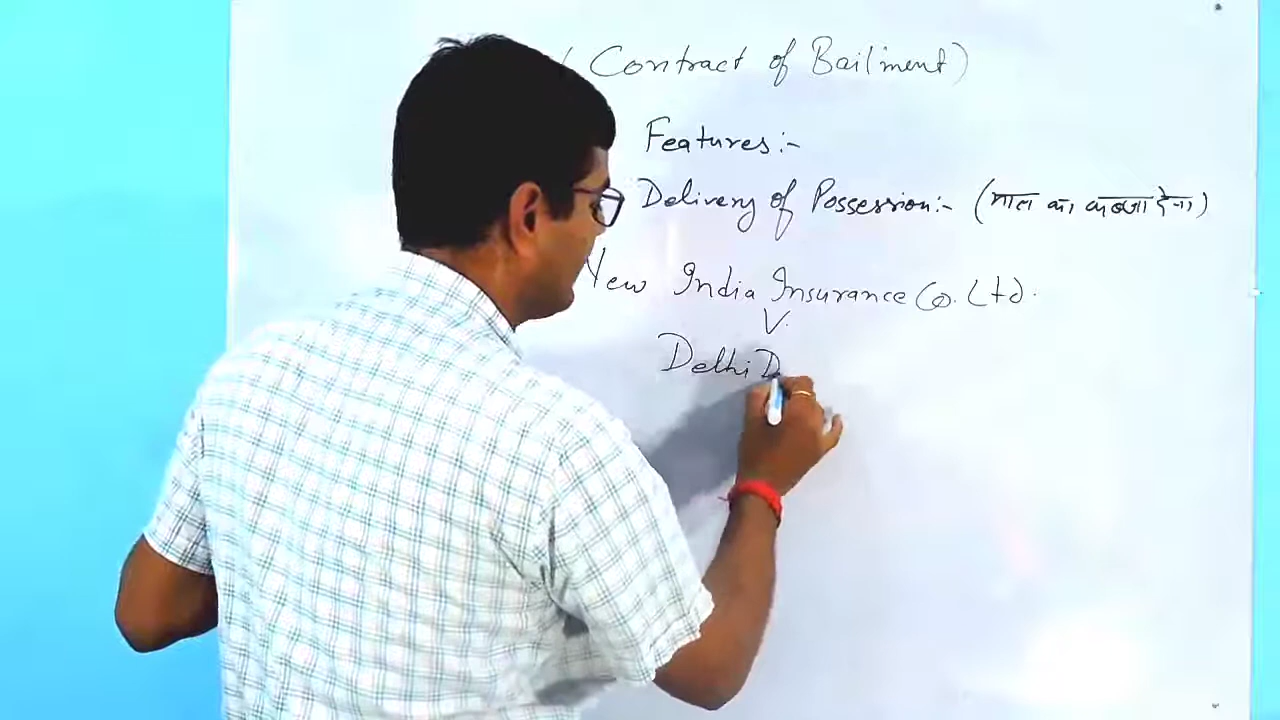 (Contract of Bailment)
Features:-
Delivery of Possession:- (माल का कब्जा देना)
New India Insurance Co. Ltd.
V.
Delhi D